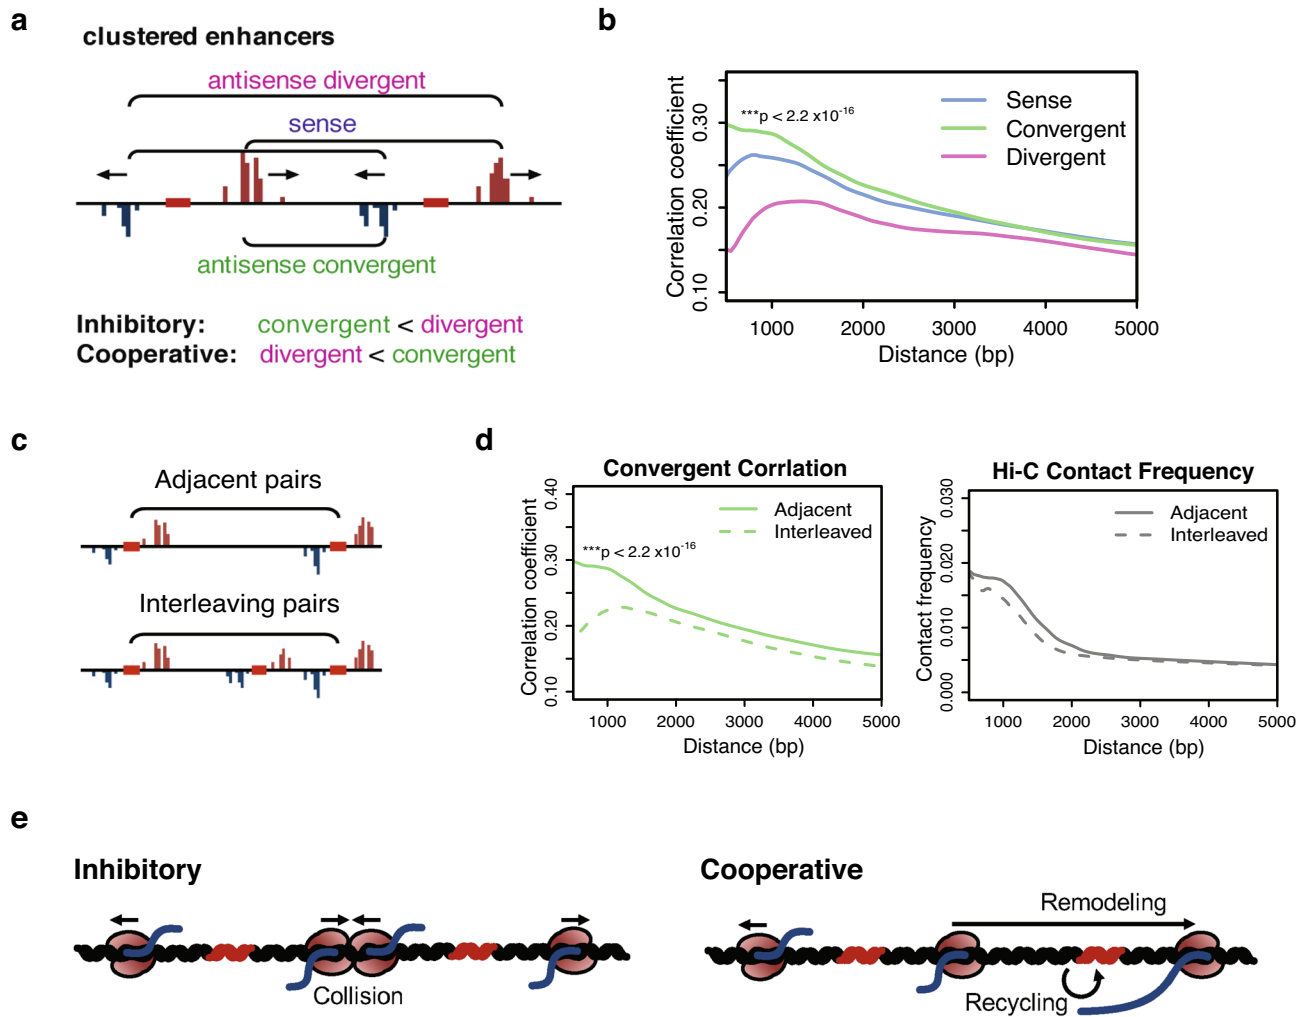 a
clustered enhancers
antisense divergent
sense
antisense convergent
Inhibitory: convergent < divergent
Cooperative: divergent < convergent
b
Correlation coefficient
0.30
0.20
0.10
***p < 2.2 x10-16
Sense
Convergent
Divergent
1000 2000 3000 4000 5000
Distance (bp)
c
Adjacent pairs
Interleaving pairs
d
Convergent Corrlation
Correlation coefficient
0.40
0.30
0.20
0.10
Adjacent
Interleaved
***p < 2.2 x10-16
1000 2000 3000 4000 5000
Distance (bp)
Hi-C Contact Frequency
Contact frequency
0.030
0.020
0.010
0.000
Adjacent
Interleaved
1000 2000 3000 4000 5000
Distance (bp)
e
Inhibitory
Collision
Cooperative
Remodeling
Recycling